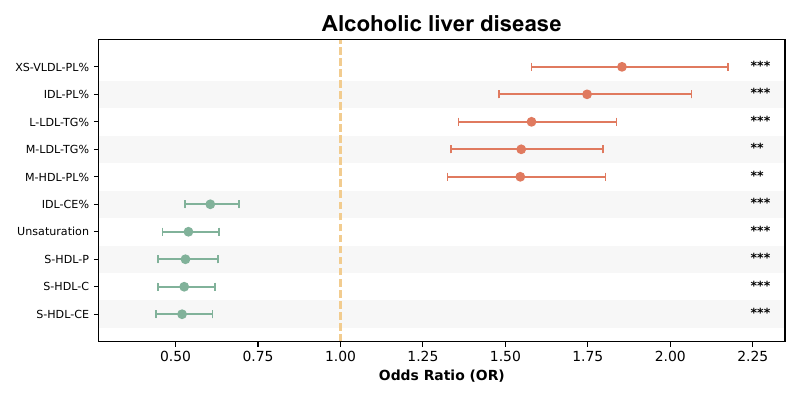 Alcoholic liver disease
XS-VLDL-PL% ***
IDL-PL% ***
L-LDL-TG% ***
M-LDL-TG% **
M-HDL-PL% **
IDL-CE% ***
Unsaturation ***
S-HDL-P ***
S-HDL-C ***
S-HDL-CE ***
0.50 0.75 1.00 1.25 1.50 1.75 2.00 2.25
Odds Ratio (OR)